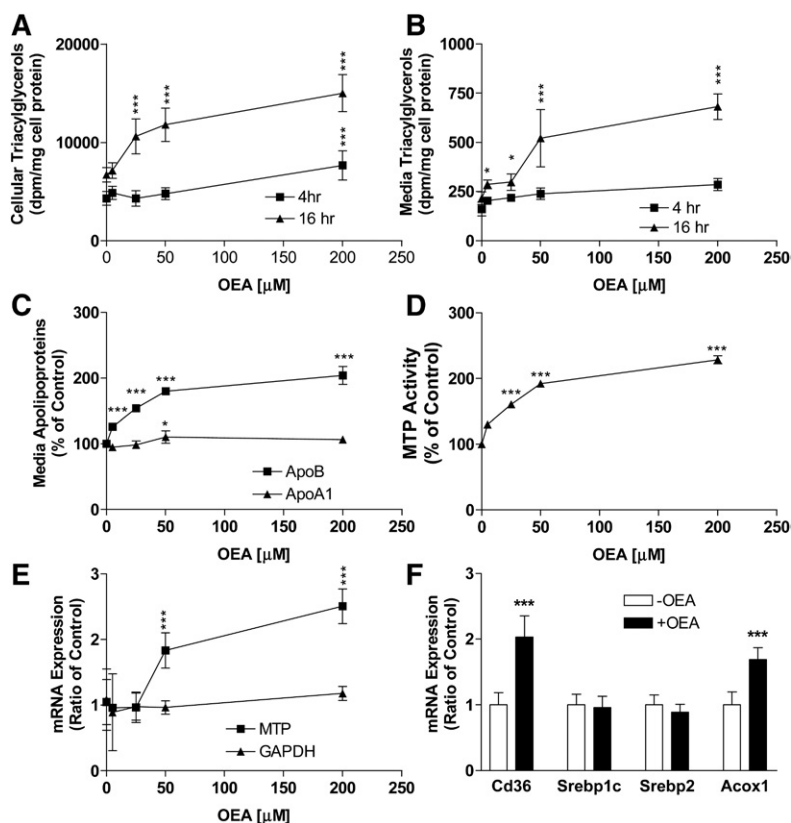 A
Cellular Triacylglycerols
(dpm/mg cell protein)
20000
10000
0
***
***
***
***
4hr
16 hr
0 50 100 150 200 250
OEA [μM]
B
Media Triacylglycerols
(dpm/mg cell protein)
1000
750
500
250
0
*
*
***
***
4 hr
16 hr
0 50 100 150 200 250
OEA [μM]
C
Media Apolipoproteins
(% of Control)
300
200
100
0
***
***
***
***
*
ApoB
ApoA1
0 50 100 150 200 250
OEA [μM]
D
MTP Activity
(% of Control)
300
200
100
0
***
***
***
0 50 100 150 200 250
OEA [μM]
E
mRNA Expression
(Ratio of Control)
3
2
1
0
***
***
MTP
GAPDH
0 50 100 150 200 250
OEA [μM]
F
mRNA Expression
(Ratio of Control)
3
2
1
0
***
***
-OEA
+OEA
Cd36 Srebp1c Srebp2 Acox1